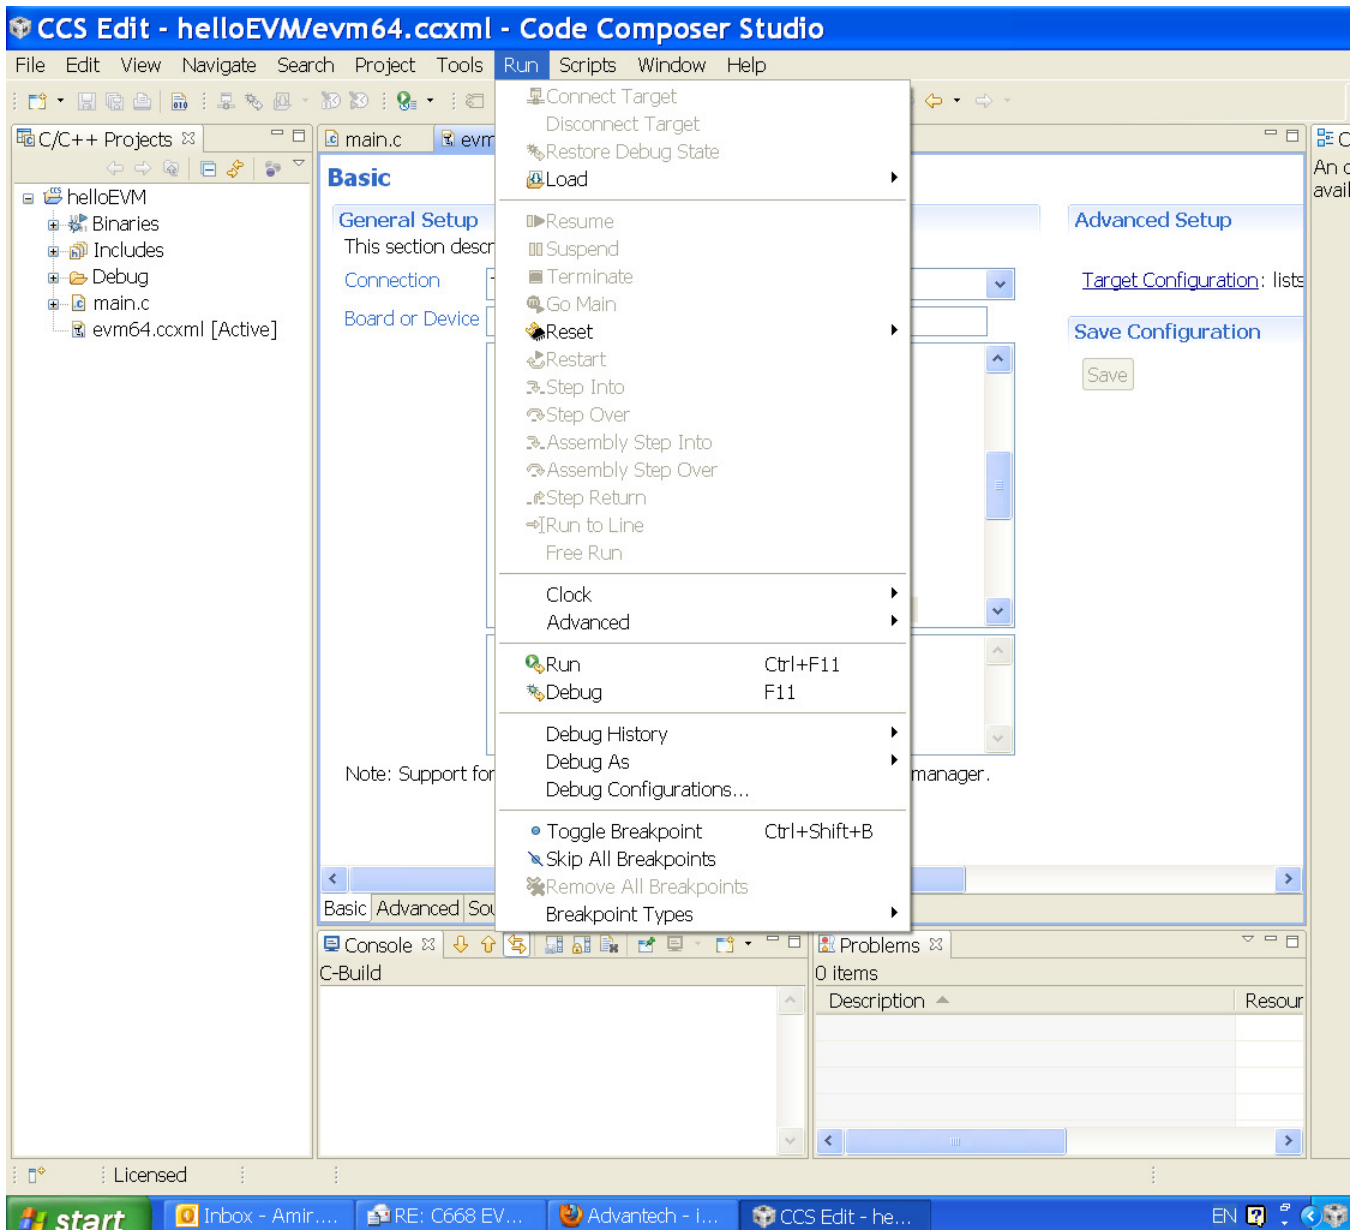 CCS Edit - helloEVM/evm64.ccxml - Code Composer Studio
File Edit View Navigate Search Project Tools Run Scripts Window Help
C/C++ Projects
helloEVM
Binaries
Includes
Debug
main.c
evm64.ccxml [Active]
main.c evm
Basic
General Setup
This section descr
Connection
Board or Device
Note: Support for manager.
Advanced Setup
Target Configuration: lists
Save Configuration
Save
Basic Advanced Sou
Connect Target
Disconnect Target
Restore Debug State
Load
Resume
Suspend
Terminate
Go Main
Reset
Restart
Step Into
Step Over
Assembly Step Into
Assembly Step Over
Step Return
Run to Line
Free Run
Clock
Advanced
Run Ctrl+F11
Debug F11
Debug History
Debug As
Debug Configurations...
Toggle Breakpoint Ctrl+Shift+B
Skip All Breakpoints
Remove All Breakpoints
Breakpoint Types
An
avail
Console
C-Build
Problems
0 items
Description Resour
Licensed
start Inbox - Amir.... RE: C668 EV... Advantech - i... CCS Edit - he... EN